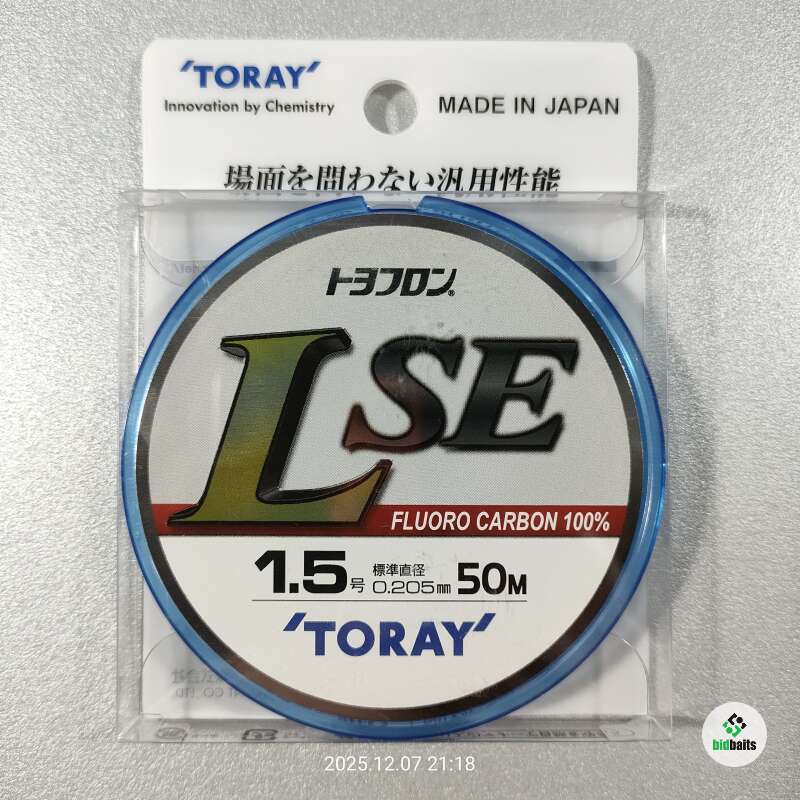 'TORAY'
Innovation by Chemistry
MADE IN JAPAN
場面を問わない汎用性能
トヨフロン®
LSE
FLUORO CARBON 100%
1.5号 標準直径 0.205mm 50M
'TORAY'
2025.12.07 21:18
bidbaits